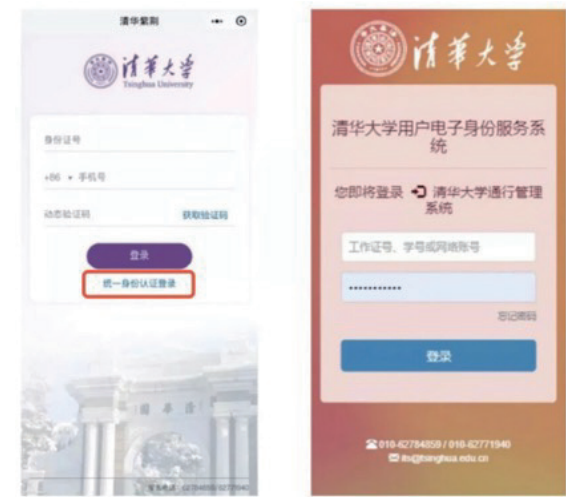 清华紫荆
清华大学
Tsinghua University
身份证号
+86 手机号
动态验证码 获取验证码
登录
统一身份认证登录
清华大学
清华大学用户电子身份服务系
统
您即将登录 清华大学通行管理
系统
工作证号、学号或网络账号
•••••••••••
忘记密码
登录
010-62784859 / 010-62771940
its@tsinghua.edu.cn